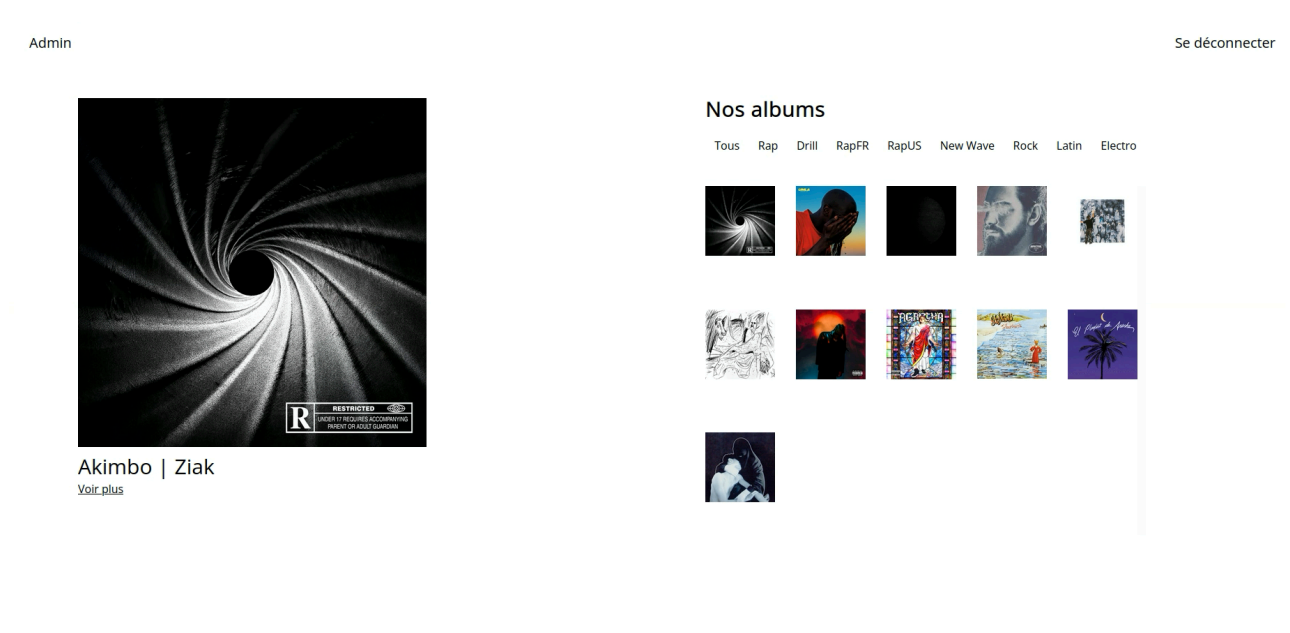 Admin
Se déconnecter
Nos albums
Tous Rap Drill RapFR RapUS New Wave Rock Latin Electro
R
RESTRICTED
UNDER 17 REQUIRES ACCOMPANYING
PARENT OR ADULT GUARDIAN
AGARTHA
Akimbo | Ziak
Voir plus